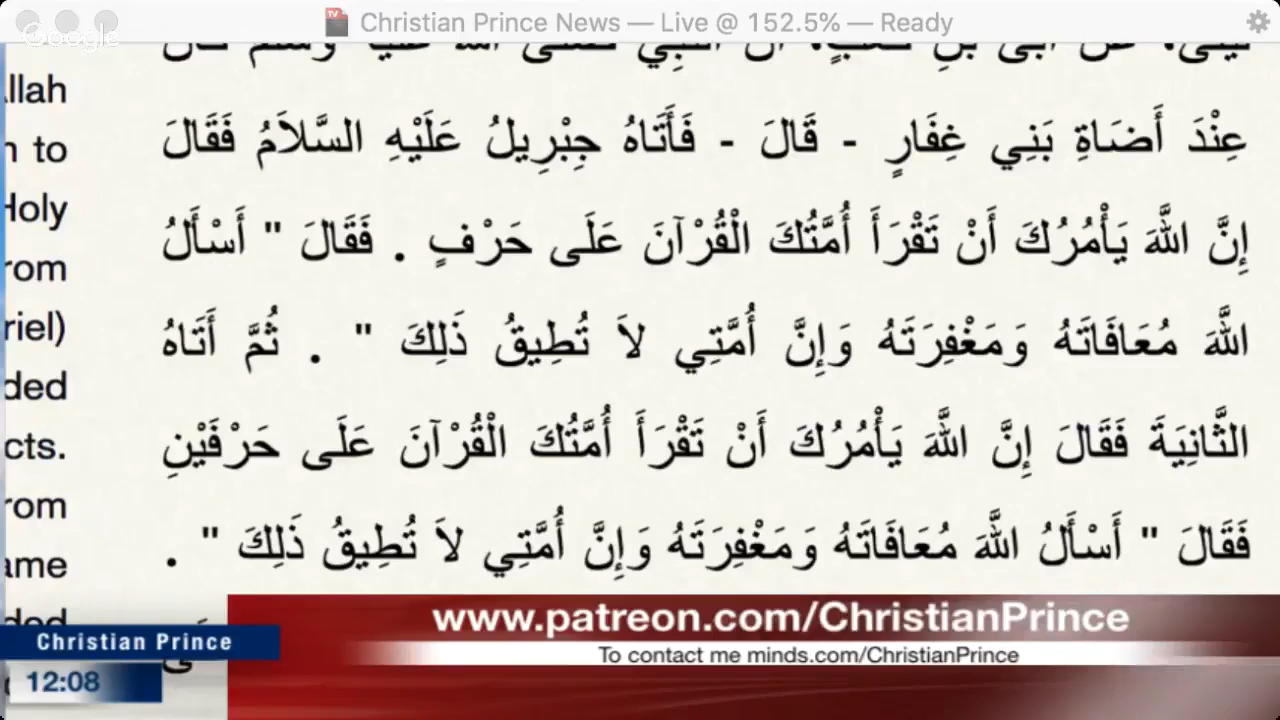 Christian Prince News — Live @ 152.5% — Ready
Google
llah
n to
Holy
rom
riel)
ded
cts.
rom
ame
عِنْدَ أَضَاةِ بَنِي غِفَارٍ - قَالَ - فَأَتَاهُ جِبْرِيلُ عَلَيْهِ السَّلاَمُ فَقَالَ
إِنَّ اللَّهَ يَأْمُرُكَ أَنْ تَقْرَأَ أُمَّتُكَ الْقُرْآنَ عَلَى حَرْفٍ . فَقَالَ " أَسْأَلُ
اللَّهَ مُعَافَاتَهُ وَمَغْفِرَتَهُ وَإِنَّ أُمَّتِي لاَ تُطِيقُ ذَلِكَ " . ثُمَّ أَتَاهُ
الثَّانِيَةَ فَقَالَ إِنَّ اللَّهَ يَأْمُرُكَ أَنْ تَقْرَأَ أُمَّتُكَ الْقُرْآنَ عَلَى حَرْفَيْنِ
فَقَالَ " أَسْأَلُ اللَّهَ مُعَافَاتَهُ وَمَغْفِرَتَهُ وَإِنَّ أُمَّتِي لاَ تُطِيقُ ذَلِكَ " .
www.patreon.com/ChristianPrince
To contact me minds.com/ChristianPrince
Christian Prince
12:08